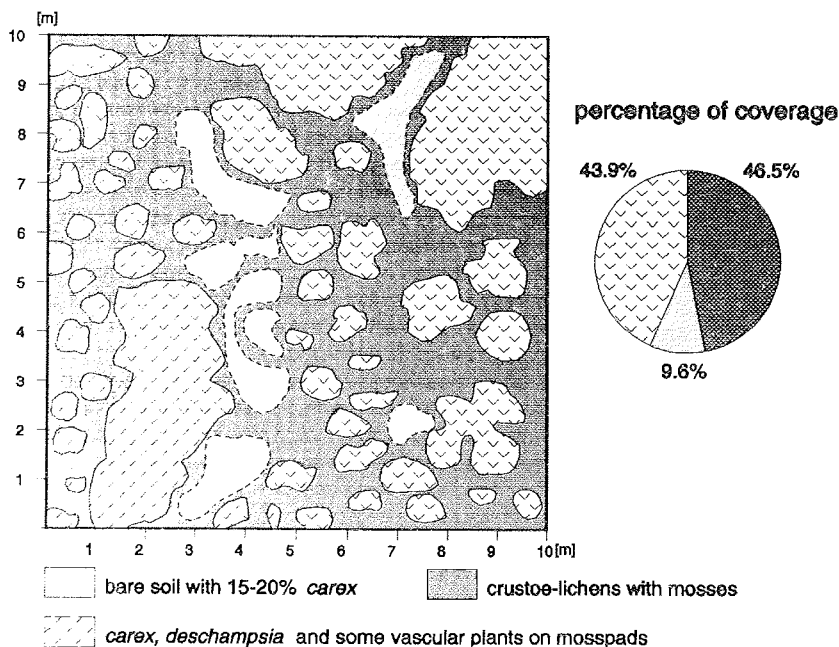 [m]
10
9
8
7
6
5
4
3
2
1
1 2 3 4 5 6 7 8 9 10 [m]
percentage of coverage
43.9% 46.5%
9.6%
bare soil with 15-20% carex
crustoe-lichens with mosses
carex, deschampsia and some vascular plants on mosspads